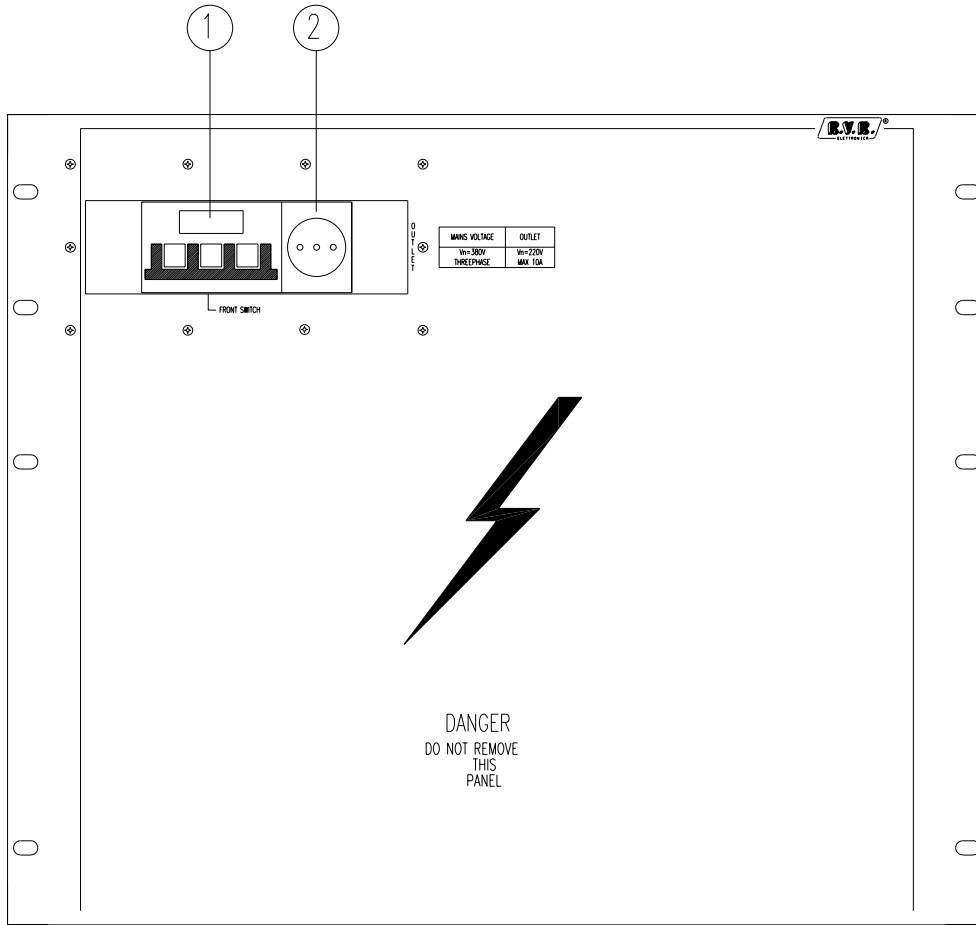 1 2
R.V.R.®
ELETTRONICA
OUTLET
MAINS VOLTAGE OUTLET
Vn=380V Vn=220V
THREEPHASE MAX 10A
FRONT SWITCH
DANGER
DO NOT REMOVE
THIS
PANEL